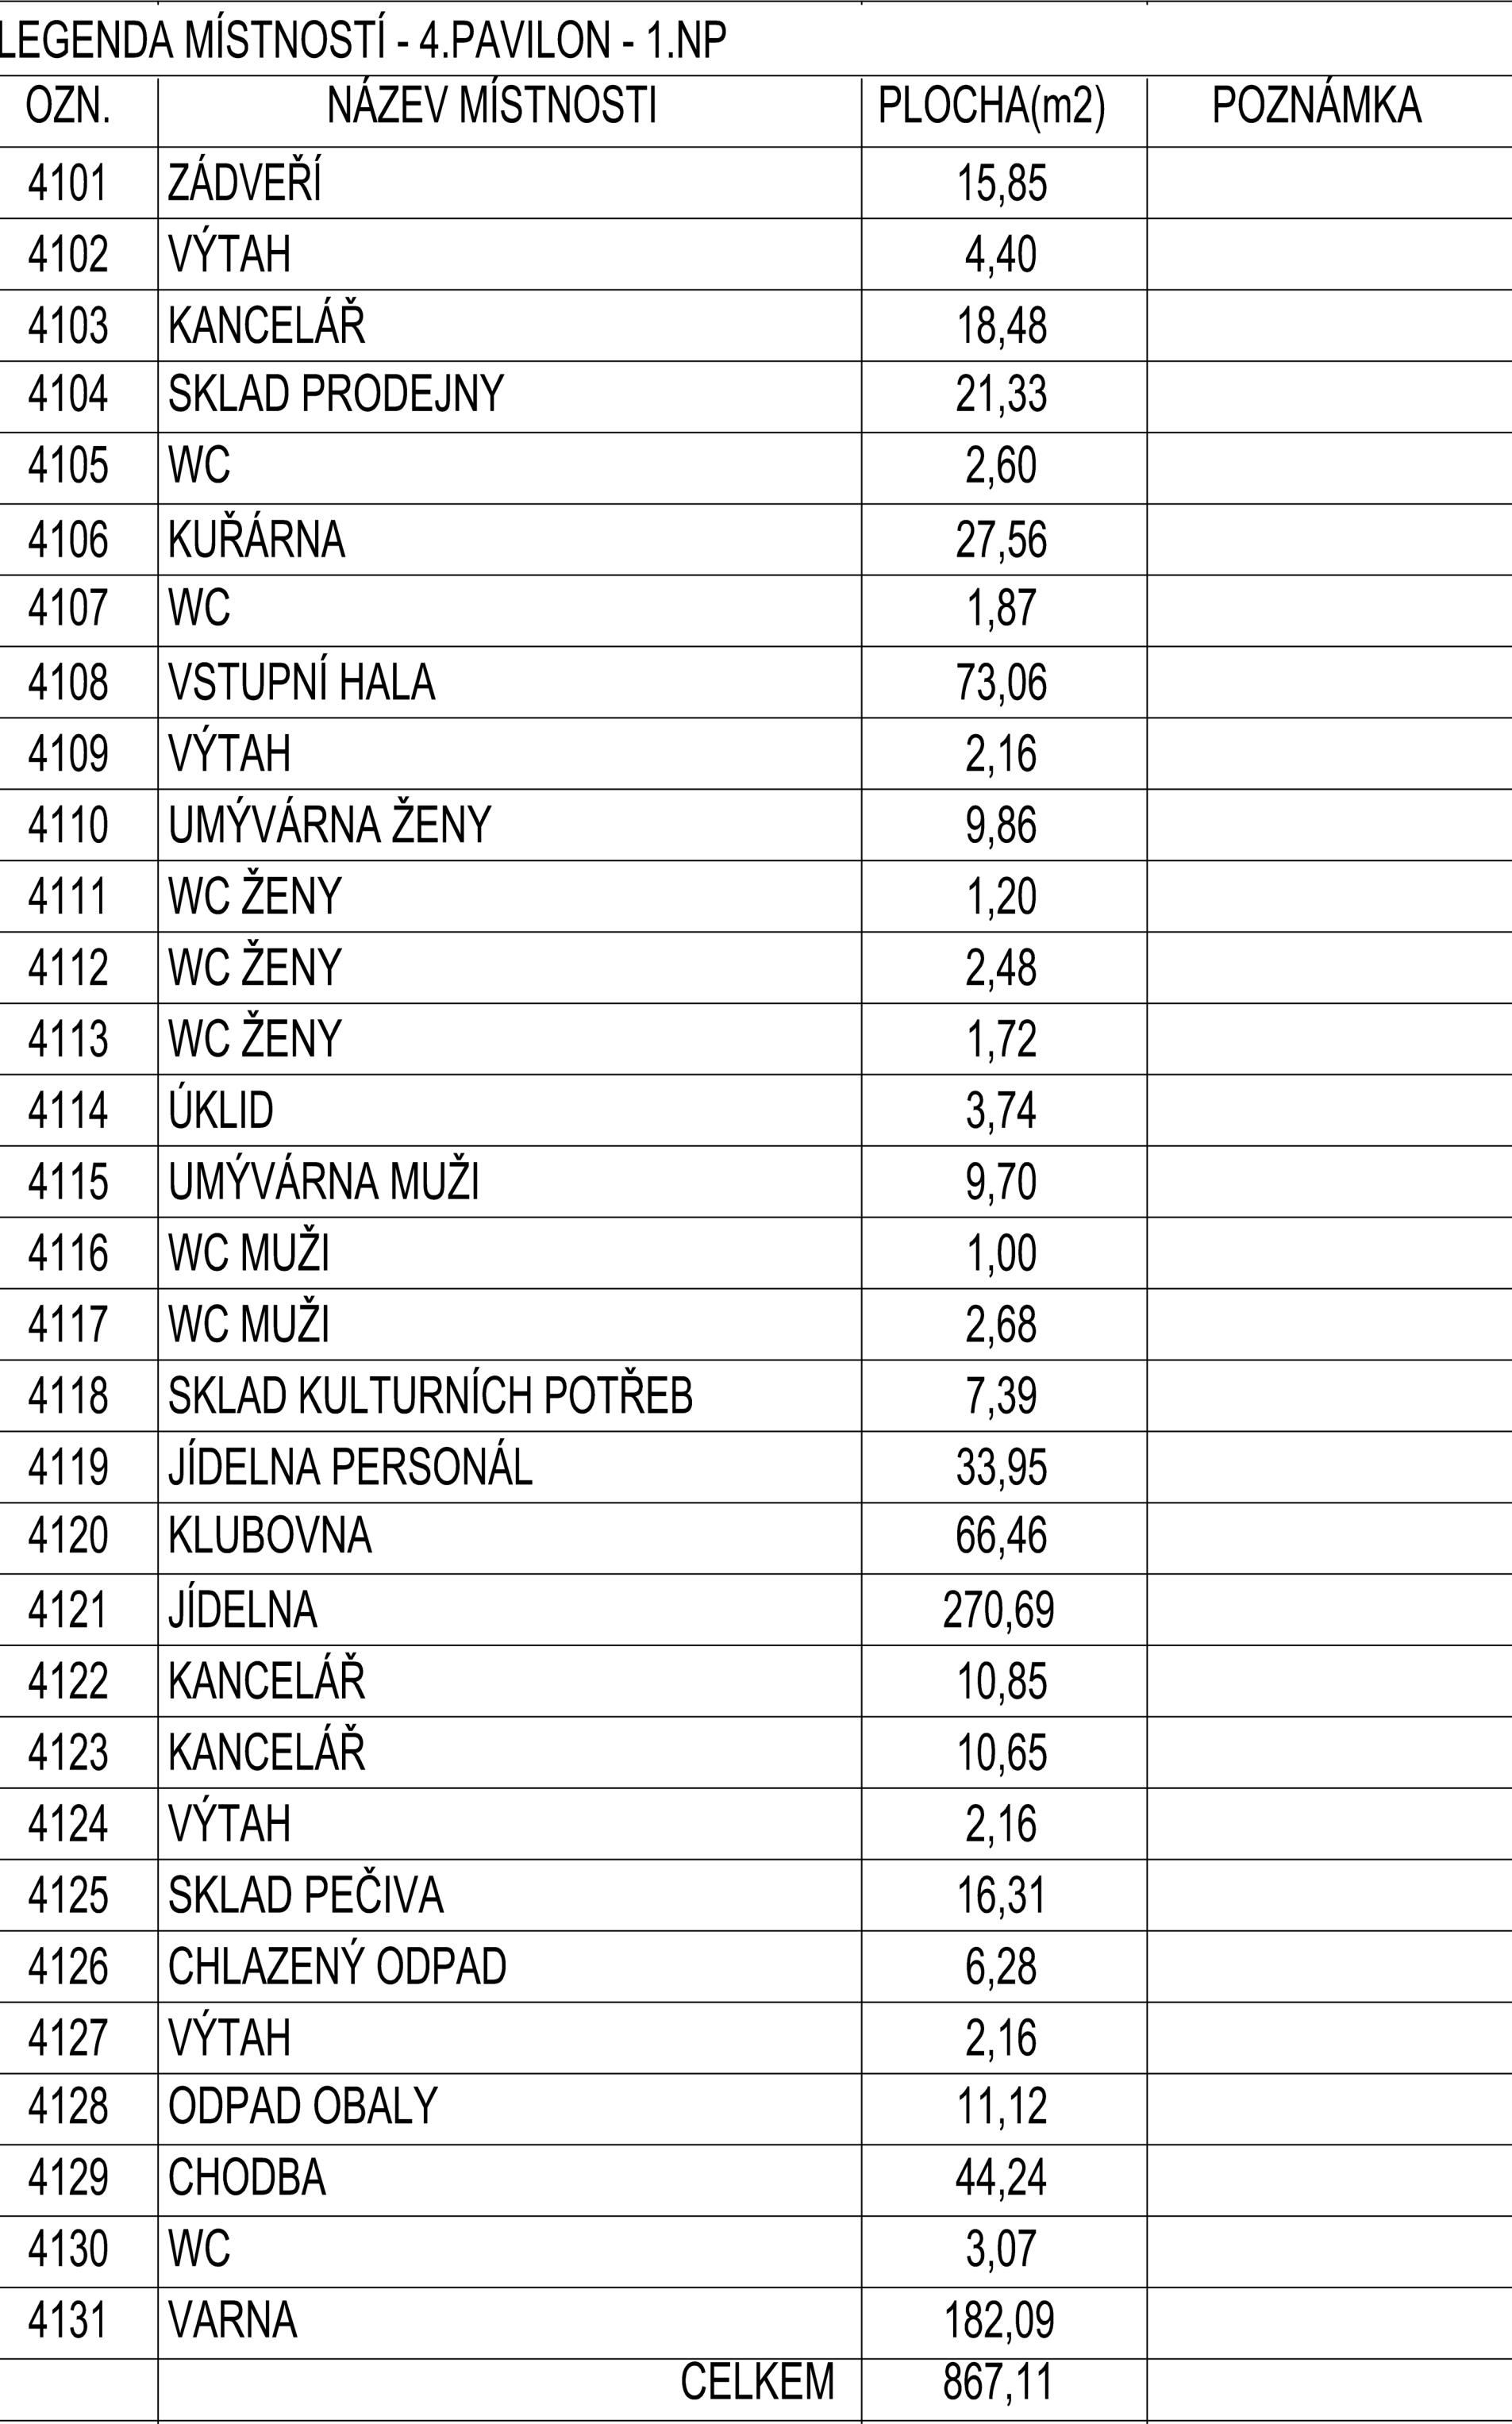 LEGENDA MÍSTNOSTÍ - 4.PAVILON - 1.NP
OZN. NÁZEV MÍSTNOSTI PLOCHA(m2) POZNÁMKA
4101 ZÁDVEŘÍ 15,85
4102 VÝTAH 4,40
4103 KANCELÁŘ 18,48
4104 SKLAD PRODEJNY 21,33
4105 WC 2,60
4106 KUŘÁRNA 27,56
4107 WC 1,87
4108 VSTUPNÍ HALA 73,06
4109 VÝTAH 2,16
4110 UMÝVÁRNA ŽENY 9,86
4111 WC ŽENY 1,20
4112 WC ŽENY 2,48
4113 WC ŽENY 1,72
4114 ÚKLID 3,74
4115 UMÝVÁRNA MUŽI 9,70
4116 WC MUŽI 1,00
4117 WC MUŽI 2,68
4118 SKLAD KULTURNÍCH POTŘEB 7,39
4119 JÍDELNA PERSONÁL 33,95
4120 KLUBOVNA 66,46
4121 JÍDELNA 270,69
4122 KANCELÁŘ 10,85
4123 KANCELÁŘ 10,65
4124 VÝTAH 2,16
4125 SKLAD PEČIVA 16,31
4126 CHLAZENÝ ODPAD 6,28
4127 VÝTAH 2,16
4128 ODPAD OBALY 11,12
4129 CHODBA 44,24
4130 WC 3,07
4131 VARNA 182,09
CELKEM 867,11